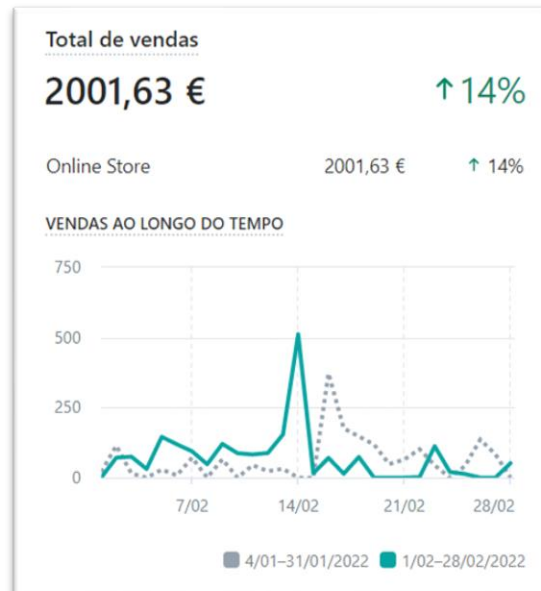 Total de vendas
2001,63 € ↑ 14%
Online Store 2001,63 € ↑ 14%
VENDAS AO LONGO DO TEMPO
750
500
250
0
7/02 14/02 21/02 28/02
4/01–31/01/2022 1/02–28/02/2022